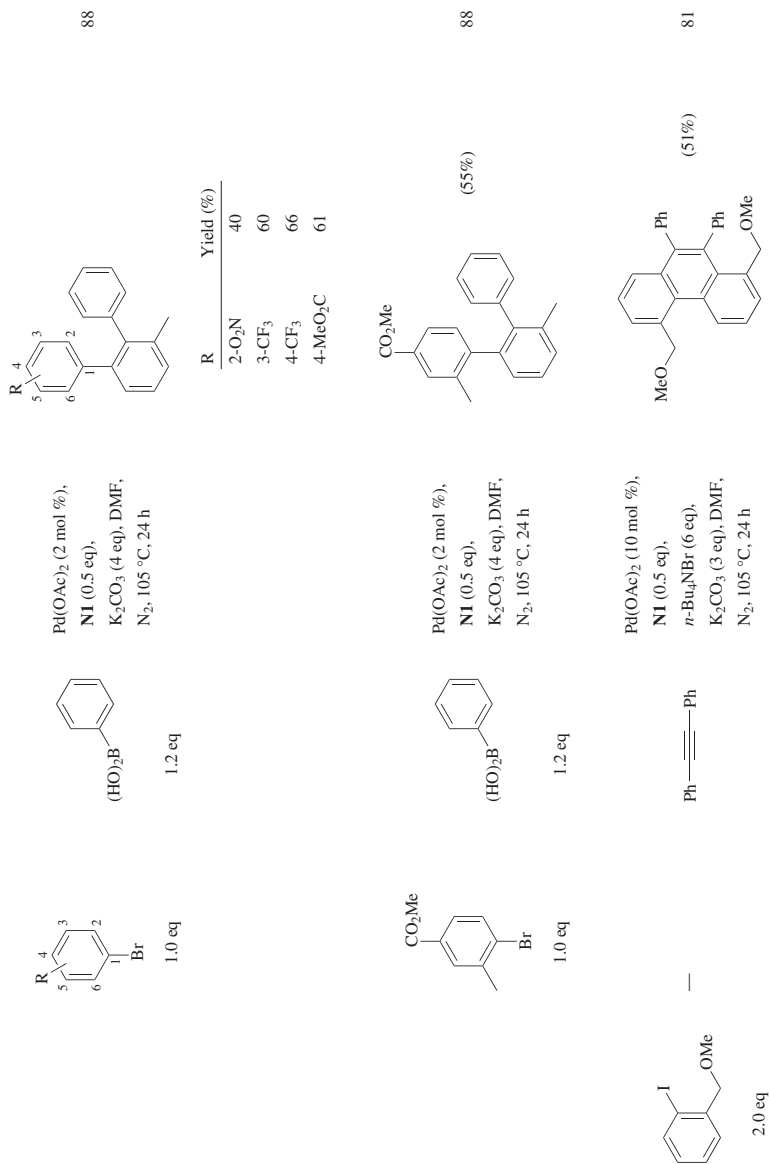 R
4
3
5
2
6
1
Br
1.0 eq
(HO)₂B
1.2 eq
Pd(OAc)₂ (2 mol %),
N1 (0.5 eq),
K₂CO₃ (4 eq), DMF,
N₂, 105 °C, 24 h
R
4
3
5
2
6
1
R Yield (%)
2-O₂N 40
3-CF₃ 60
4-CF₃ 66
4-MeO₂C 61
88
CO₂Me
Br
1.0 eq
(HO)₂B
1.2 eq
Pd(OAc)₂ (2 mol %),
N1 (0.5 eq),
K₂CO₃ (4 eq), DMF,
N₂, 105 °C, 24 h
CO₂Me
(55%)
88
I
OMe
2.0 eq
—
Ph Ph
Pd(OAc)₂ (10 mol %),
N1 (0.5 eq),
n-Bu₄NBr (6 eq),
K₂CO₃ (3 eq), DMF,
N₂, 105 °C, 24 h
MeO
Ph
Ph
OMe
(51%)
81